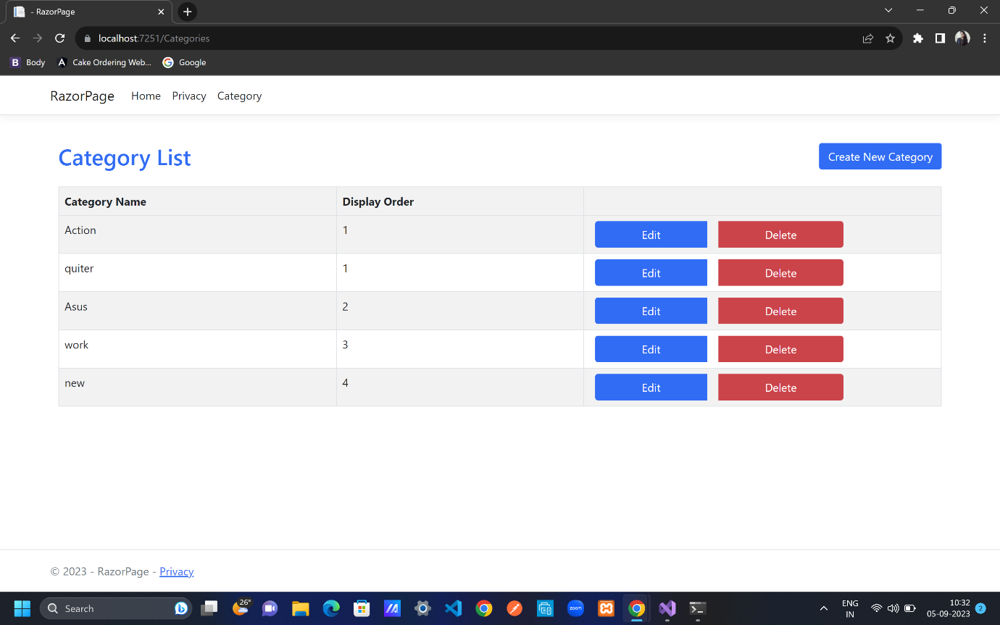 - RazorPage
localhost:7251/Categories
B Body A Cake Ordering Web... G Google
RazorPage Home Privacy Category
Category List Create New Category
Category Name Display Order
Action 1 Edit Delete
quiter 1 Edit Delete
Asus 2 Edit Delete
work 3 Edit Delete
new 4 Edit Delete
© 2023 - RazorPage - Privacy
Search 26° zoom ENG IN 10:32 05-09-2023 2